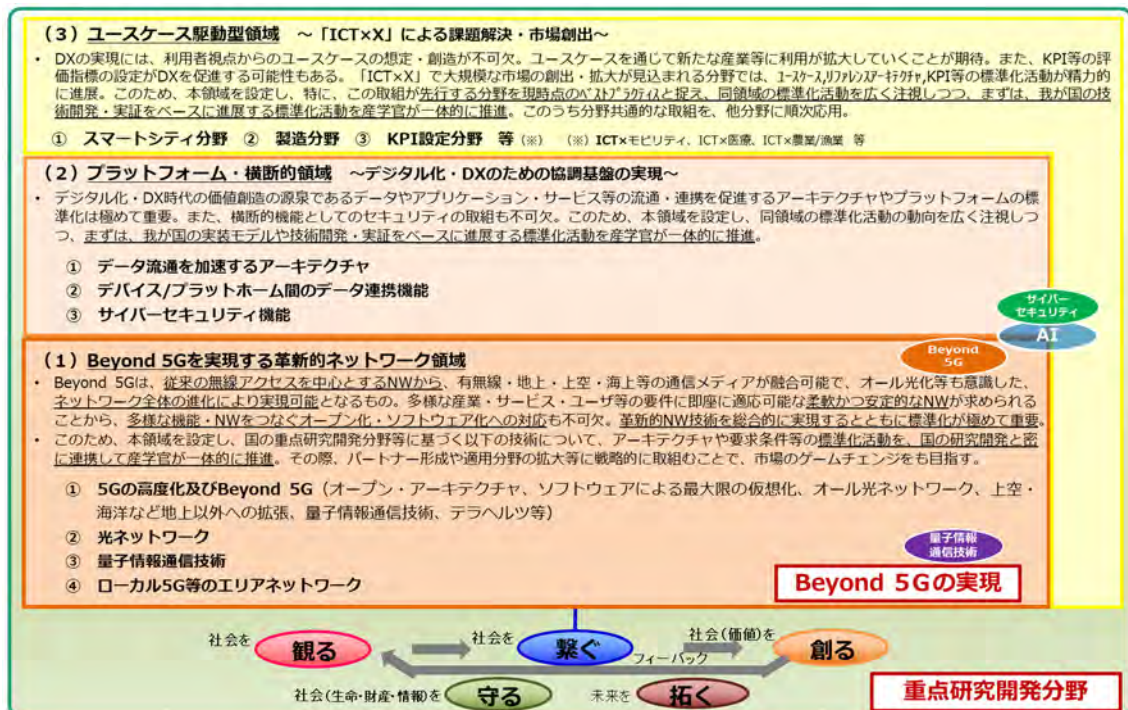 （３）ユースケース駆動型領域　～「ICT×X」による課題解決・市場創出～
・ DXの実現には、利用者視点からのユースケースの想定・創造が不可欠。ユースケースを通じて新たな産業等に利用が拡大していくことが期待。また、KPI等の評
価指標の設定がDXを促進する可能性もある。「ICT×X」で大規模な市場の創出・拡大が見込まれる分野では、ユースケース,リファレンスアーキテクチャ,KPI等の標準化活動が精力的
に進展。このため、本領域を設定し、特に、この取組が先行する分野を現時点のベストプラクティスと捉え、同領域の標準化活動を広く注視しつつ、まずは、我が国の技
術開発・実証をベースに進展する標準化活動を産学官が一体的に推進。このうち分野共通的な取組を、他分野に順次応用。
① スマートシティ分野 ② 製造分野 ③ KPI設定分野 等（※） （※）ICT×モビリティ、ICT×医療、ICT×農業/漁業 等
（２）プラットフォーム・横断的領域　～デジタル化・DXのための協調基盤の実現～
・ デジタル化・DX時代の価値創造の源泉であるデータやアプリケーション・サービス等の流通・連携を促進するアーキテクチャやプラットフォームの標
準化は極めて重要。また、横断的機能としてのセキュリティの取組も不可欠。このため、本領域を設定し、同領域の標準化活動の動向を広く注視しつ
つ、まずは、我が国の実装モデルや技術開発・実証をベースに進展する標準化活動を産学官が一体的に推進。
① データ流通を加速するアーキテクチャ
② デバイス/プラットホーム間のデータ連携機能
③ サイバーセキュリティ機能
サイバー
セキュリティ
AI
Beyond
5G
（１）Beyond 5Gを実現する革新的ネットワーク領域
・ Beyond 5Gは、従来の無線アクセスを中心とするNWから、有無線・地上・上空・海上等の通信メディアが融合可能で、オール光化等も意識した、
ネットワーク全体の進化により実現可能となるもの。多様な産業・サービス・ユーザ等の要件に即座に適応可能な柔軟かつ安定的なNWが求められる
ことから、多様な機能・NWをつなぐオープン化・ソフトウェア化への対応も不可欠。革新的NW技術を総合的に実現するとともに標準化が極めて重要。
・ このため、本領域を設定し、国の重点研究開発分野等に基づく以下の技術について、アーキテクチャや要求条件等の標準化活動を、国の研究開発と密
に連携して産学官が一体的に推進。その際、パートナー形成や適用分野の拡大等に戦略的に取組むことで、市場のゲームチェンジをも目指す。
① 5Gの高度化及びBeyond 5G（オープン・アーキテクチャ、ソフトウェアによる最大限の仮想化、オール光ネットワーク、上空・
海洋など地上以外への拡張、量子情報通信技術、テラヘルツ等）
② 光ネットワーク
③ 量子情報通信技術
④ ローカル5G等のエリアネットワーク
量子情報
通信技術
Beyond 5Gの実現
社会を 観る 社会を 繋ぐ 社会(価値)を 創る
フィーバック
社会(生命・財産・情報)を 守る 未来を 拓く
重点研究開発分野